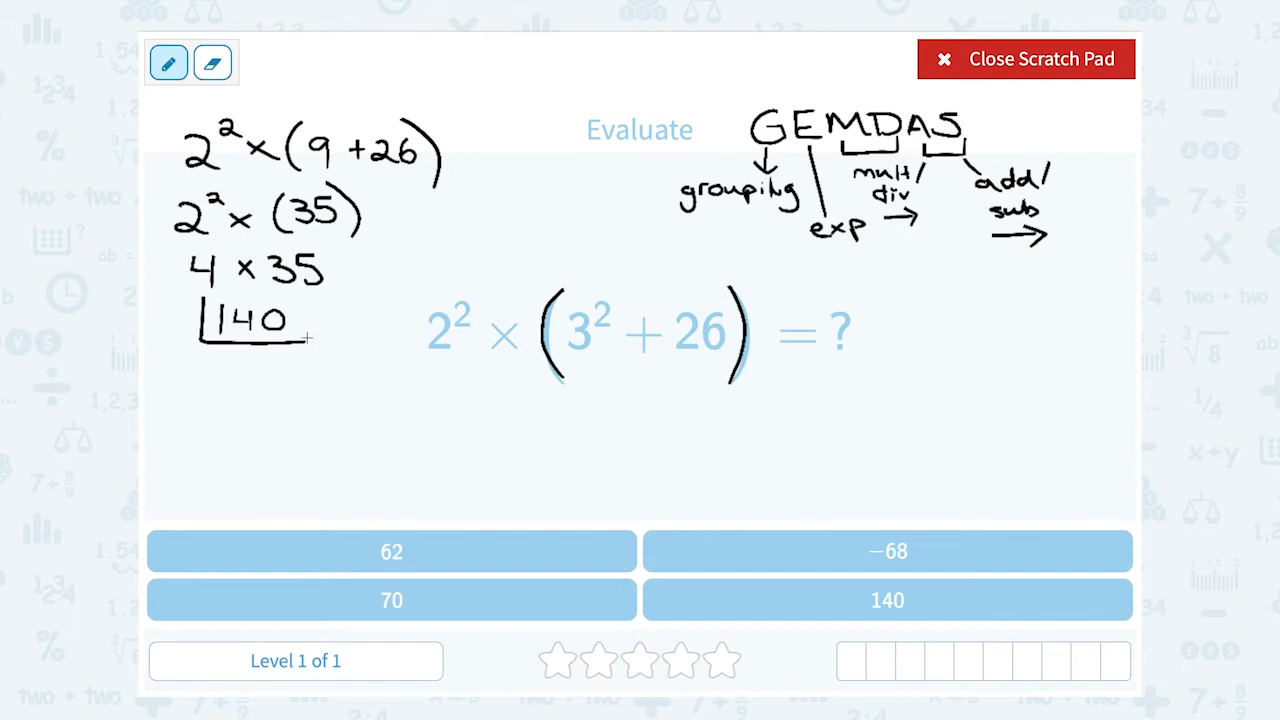 Close Scratch Pad
Evaluate
GEMDAS
grouping
exp
mult/
div
add/
sub
2² × (9 + 26)
2² × (35)
4 × 35
140
2² × (3² + 26) = ?
62
−68
70
140
Level 1 of 1